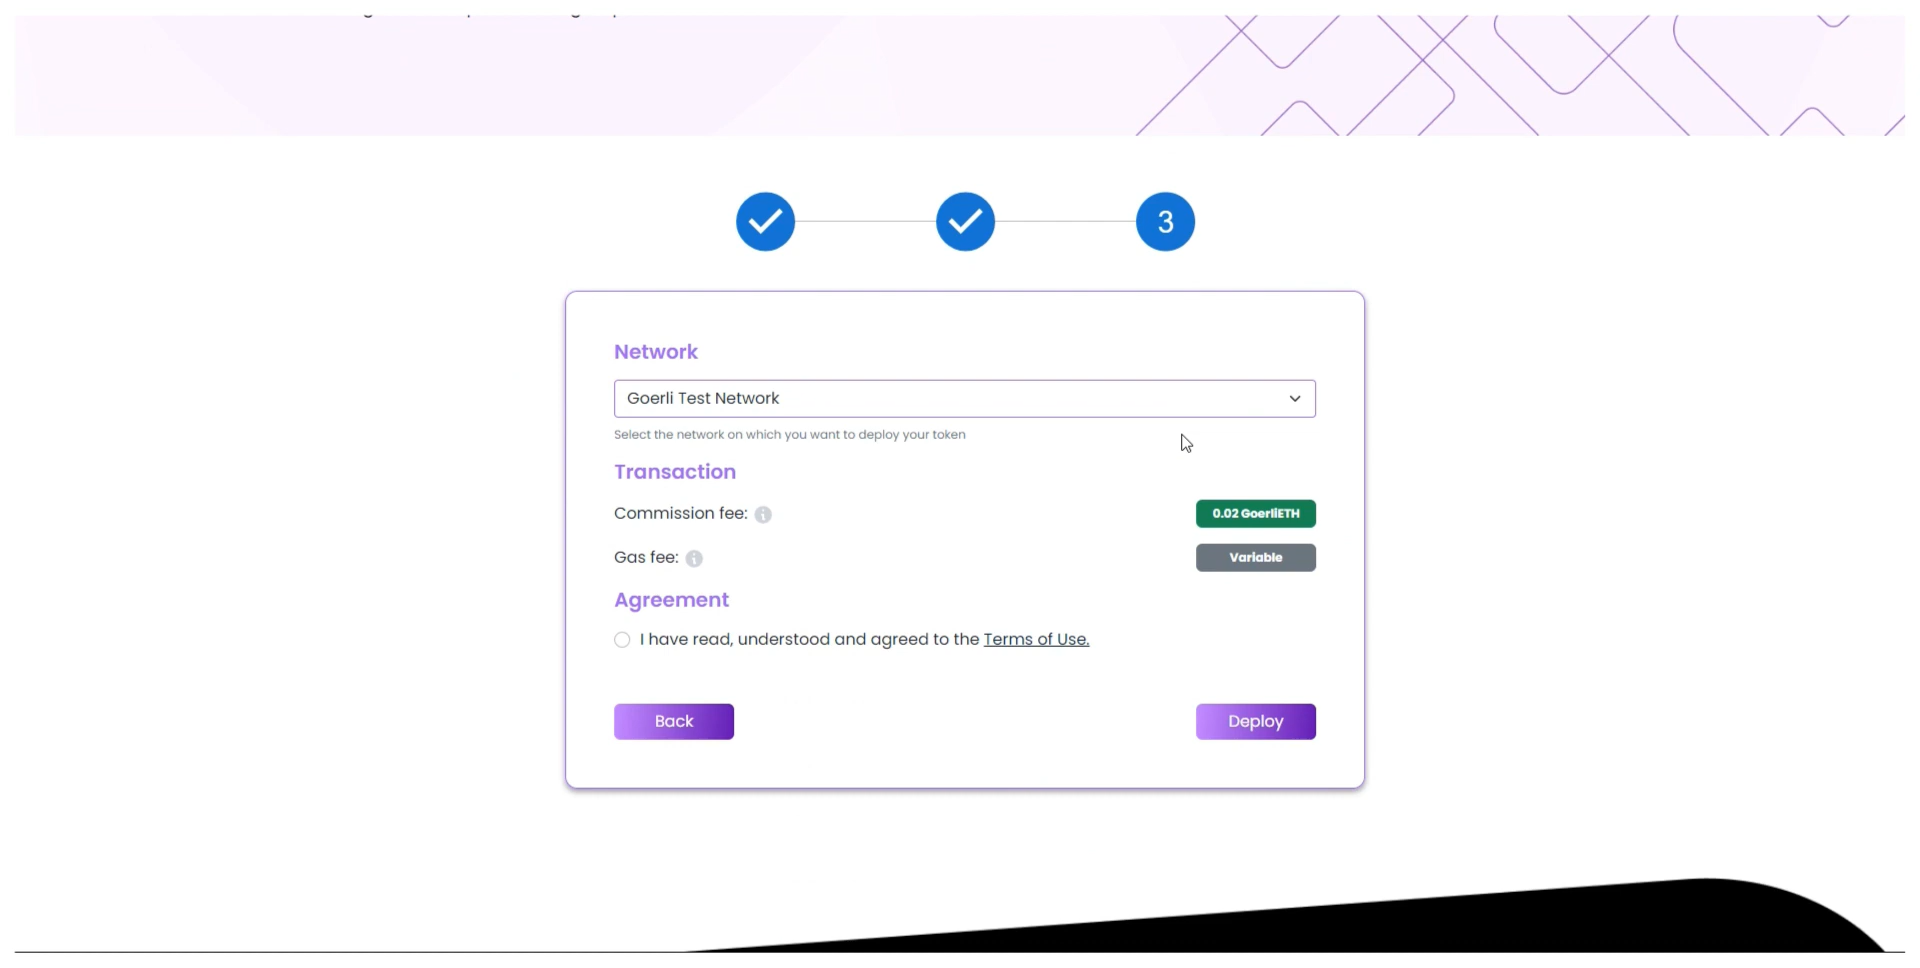 3
Network
Goerli Test Network
Select the network on which you want to deploy your token
Transaction
Commission fee:
0.02 GoerliETH
Gas fee:
Variable
Agreement
I have read, understood and agreed to the Terms of Use.
Back
Deploy